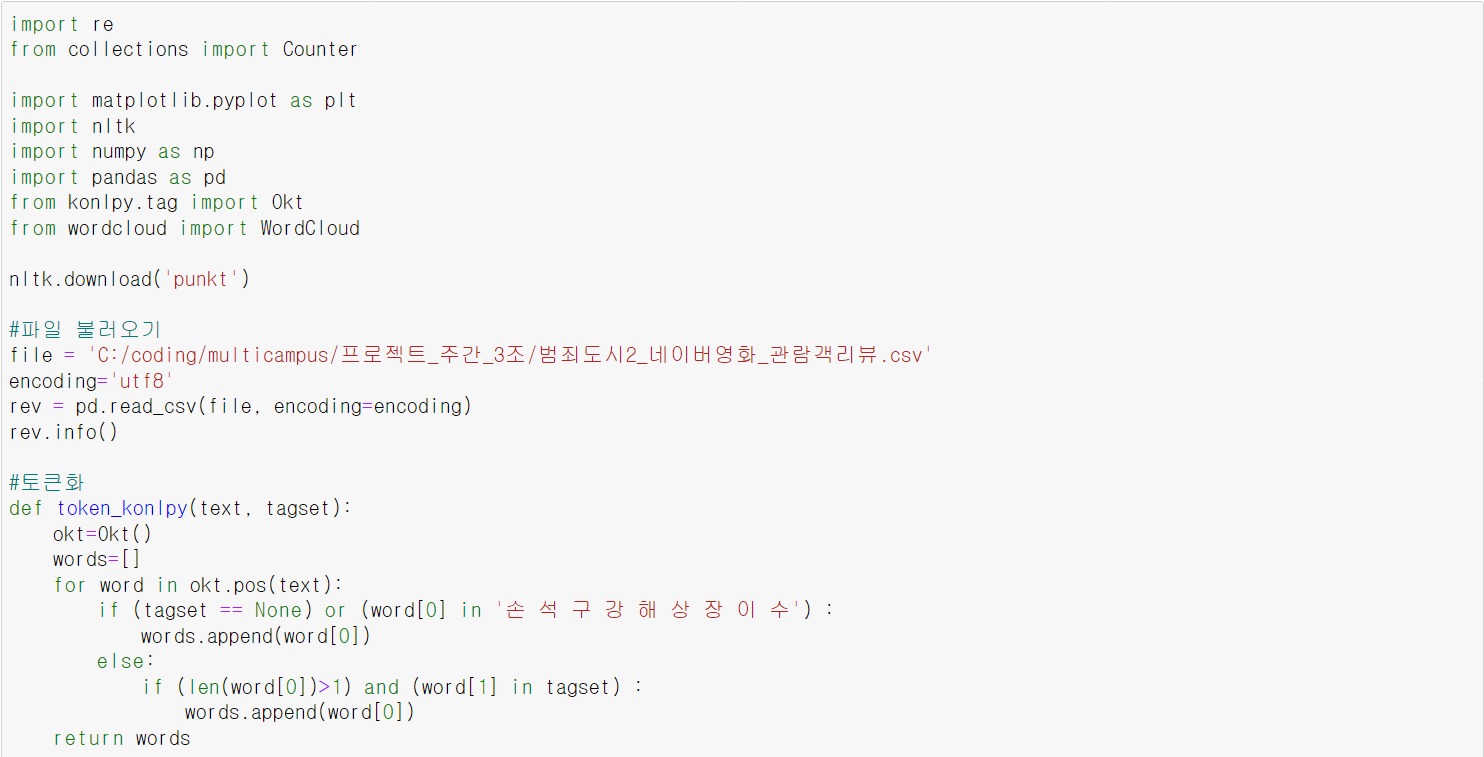 import re
from collections import Counter

import matplotlib.pyplot as plt
import nltk
import numpy as np
import pandas as pd
from konlpy.tag import Okt
from wordcloud import WordCloud

nltk.download('punkt')

#파일 불러오기
file = 'C:/coding/multicampus/프로젝트_주간_3조/범죄도시2_네이버영화_관람객리뷰.csv'
encoding='utf8'
rev = pd.read_csv(file, encoding=encoding)
rev.info()

#토큰화
def token_konlpy(text, tagset):
    okt=Okt()
    words=[]
    for word in okt.pos(text):
        if (tagset == None) or (word[0] in '손 석 구 강 해 상 장 이 수') :
            words.append(word[0])
        else:
            if (len(word[0])>1) and (word[1] in tagset) :
                words.append(word[0])
    return words